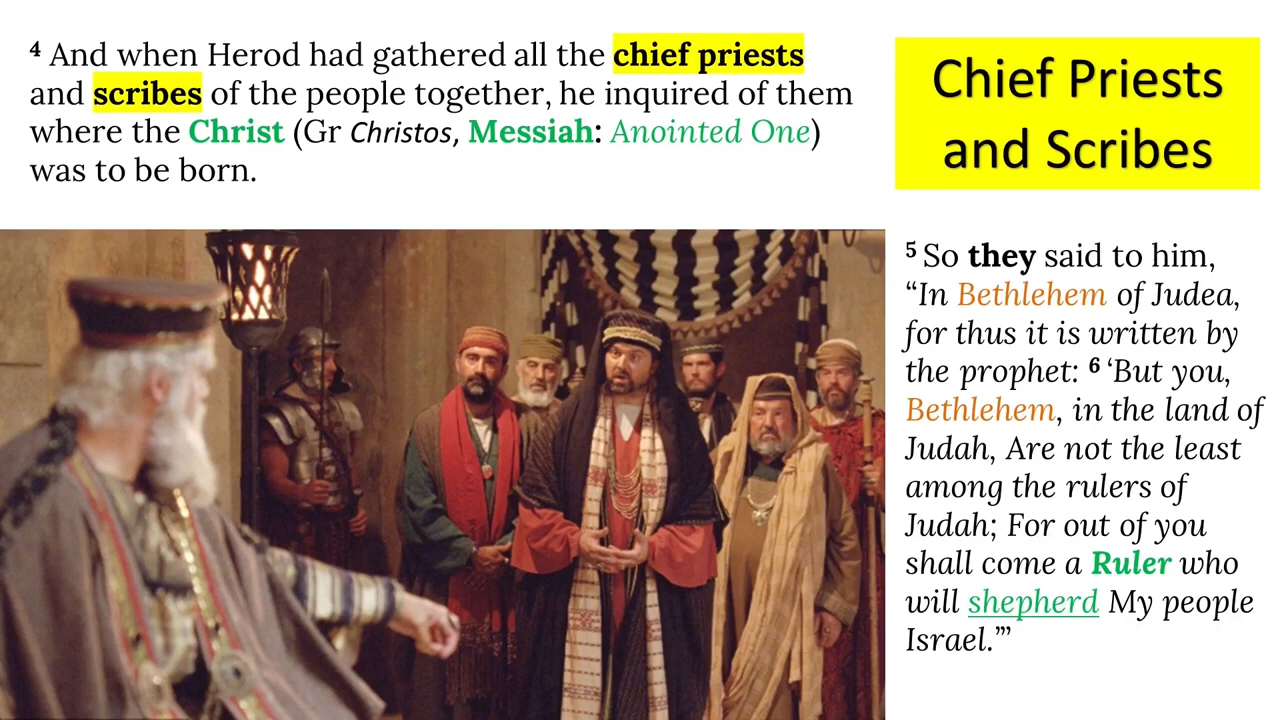 ⁴ And when Herod had gathered all the chief priests
and scribes of the people together, he inquired of them
where the Christ (Gr Christos, Messiah: Anointed One)
was to be born.
Chief Priests
and Scribes
⁵ So they said to him,
“In Bethlehem of Judea,
for thus it is written by
the prophet: ⁶ ‘But you,
Bethlehem, in the land of
Judah, Are not the least
among the rulers of
Judah; For out of you
shall come a Ruler who
will shepherd My people
Israel.’”